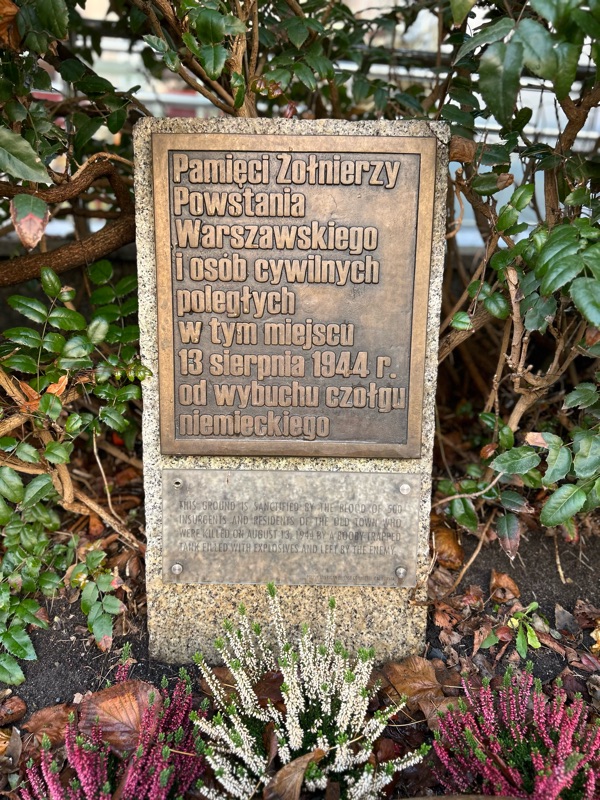 Pamięci Żołnierzy
Powstania
Warszawskiego
i osób cywilnych
poległych
w tym miejscu
13 sierpnia 1944 r.
od wybuchu czołgu
niemieckiego
THIS GROUND IS SANCTIFIED BY THE BLOOD OF 500
INSURGENTS AND RESIDENTS OF THE OLD TOWN WHO
WERE KILLED ON AUGUST 13, 1944 BY A BOOBY-TRAPPED
TANK FILLED WITH EXPLOSIVES AND LEFT BY THE ENEMY